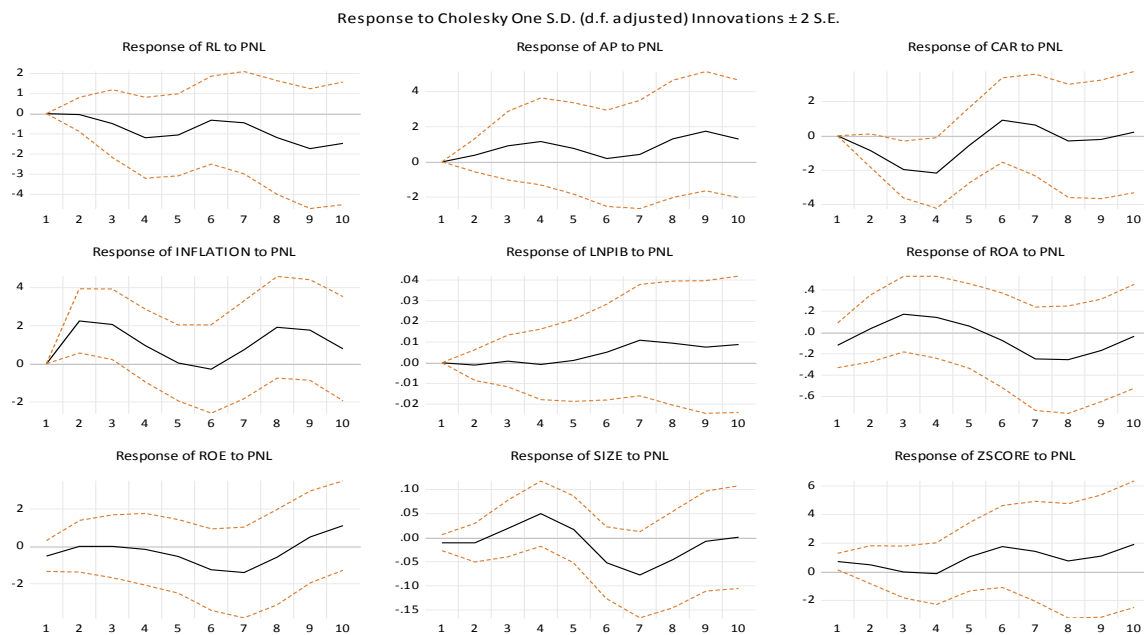 Response to Cholesky One S.D. (d.f. adjusted) Innovations ± 2 S.E.
Response of RL to PNL
2
1
0
-1
-2
-3
-4
1 2 3 4 5 6 7 8 9 10
Response of AP to PNL
4
2
0
-2
1 2 3 4 5 6 7 8 9 10
Response of CAR to PNL
2
0
-2
-4
1 2 3 4 5 6 7 8 9 10
Response of INFLATION to PNL
4
2
0
-2
1 2 3 4 5 6 7 8 9 10
Response of LNPIB to PNL
.04
.03
.02
.01
.00
-.01
-.02
1 2 3 4 5 6 7 8 9 10
Response of ROA to PNL
.4
.2
.0
-.2
-.4
-.6
1 2 3 4 5 6 7 8 9 10
Response of ROE to PNL
2
0
-2
1 2 3 4 5 6 7 8 9 10
Response of SIZE to PNL
.10
.05
.00
-.05
-.10
-.15
1 2 3 4 5 6 7 8 9 10
Response of ZSCORE to PNL
6
4
2
0
-2
1 2 3 4 5 6 7 8 9 10